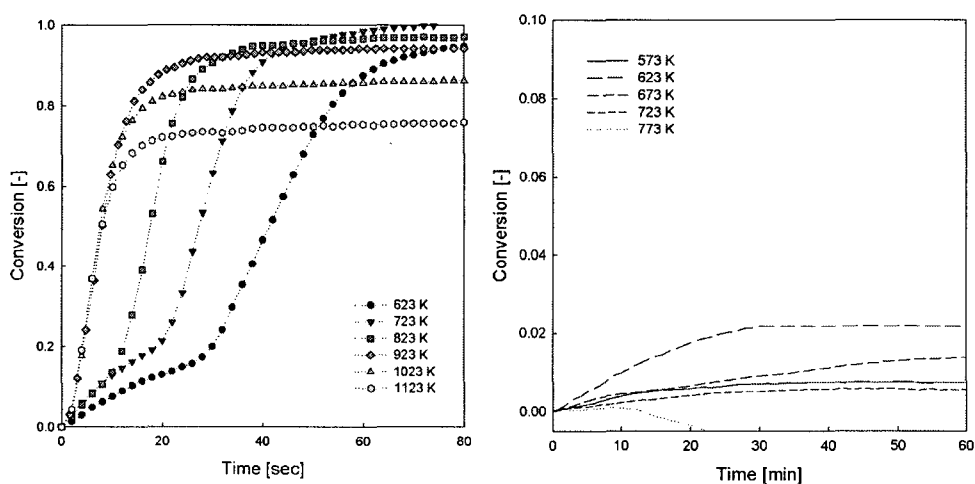 1.0
0.8
0.6
0.4
0.2
0.0
Conversion [-]
0 20 40 60 80
Time [sec]
623 K
723 K
823 K
923 K
1023 K
1123 K
0.10
0.08
0.06
0.04
0.02
0.00
Conversion [-]
0 10 20 30 40 50 60
Time [min]
573 K
623 K
673 K
723 K
773 K